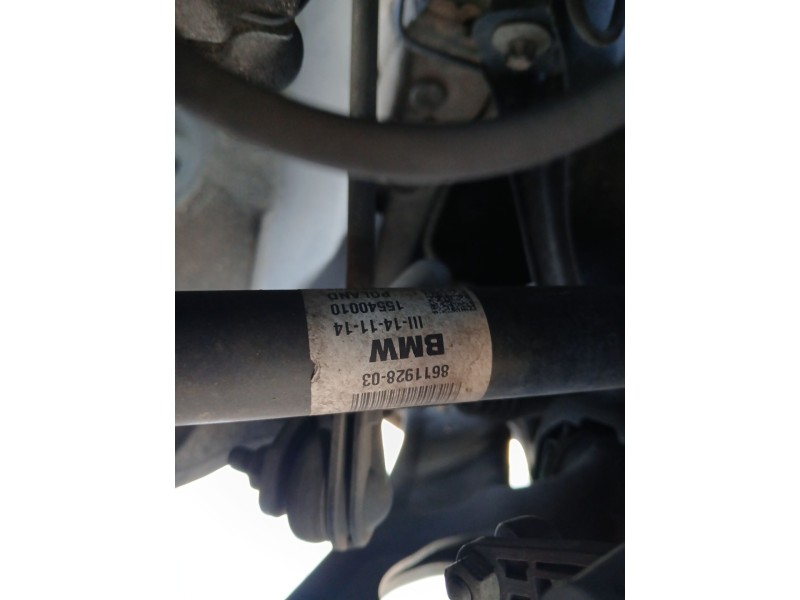 8611928-03
BMW
III-14-11-14
15540010
POLAND